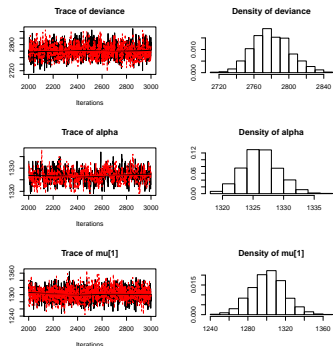 Trace of deviance
2720 2800
2000 2200 2400 2600 2800 3000
Iterations
Density of deviance
0.000
2720 2760 2800 2840
Trace of alpha
1320 1330
2000 2200 2400 2600 2800 3000
Iterations
Density of alpha
0.00 0.06 0.12
1320 1325 1330 1335
Trace of mu[1]
1240 1300 1360
2000 2200 2400 2600 2800 3000
Iterations
Density of mu[1]
0.000 0.015
1240 1280 1320 1360